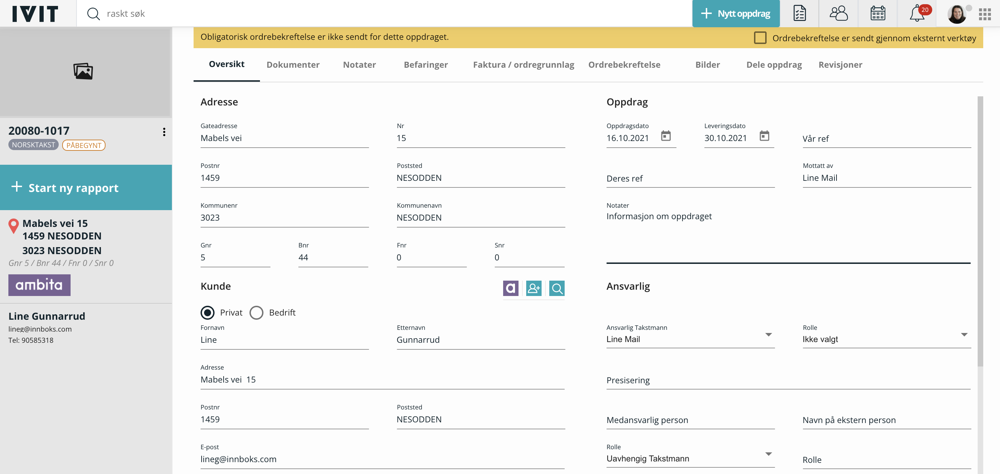 IVIT
raskt søk
Nytt oppdrag
20
Obligatorisk ordrebekreftelse er ikke sendt for dette oppdraget.
Ordrebekreftelse er sendt gjennom eksternt verktøy
Oversikt
Dokumenter
Notater
Befaringer
Faktura / ordregrunnlag
Ordrebekreftelse
Bilder
Dele oppdrag
Revisjoner
20080-1017
NORSKTAKST
PÅBEGYNT
Start ny rapport
Mabels vei 15
1459 NESODDEN
3023 NESODDEN
Gnr 5 / Bnr 44 / Fnr 0 / Snr 0
ambita
Line Gunnarrud
lineg@innboks.com
Tel: 90585318
Adresse
Gateadresse
Mabels vei
Nr
15
Postnr
1459
Poststed
NESODDEN
Kommunenr
3023
Kommunenavn
NESODDEN
Gnr
5
Bnr
44
Fnr
0
Snr
0
Kunde
a
Privat
Bedrift
Fornavn
Line
Etternavn
Gunnarrud
Adresse
Mabels vei  15
Postnr
1459
Poststed
NESODDEN
E-post
lineg@innboks.com
Oppdrag
Oppdragsdato
16.10.2021
Leveringsdato
30.10.2021
Vår ref
Deres ref
Mottatt av
Line Mail
Notater
Informasjon om oppdraget
Ansvarlig
Ansvarlig Takstmann
Line Mail
Rolle
Ikke valgt
Presisering
Medansvarlig person
Navn på ekstern person
Rolle
Uavhengig Takstmann
Rolle